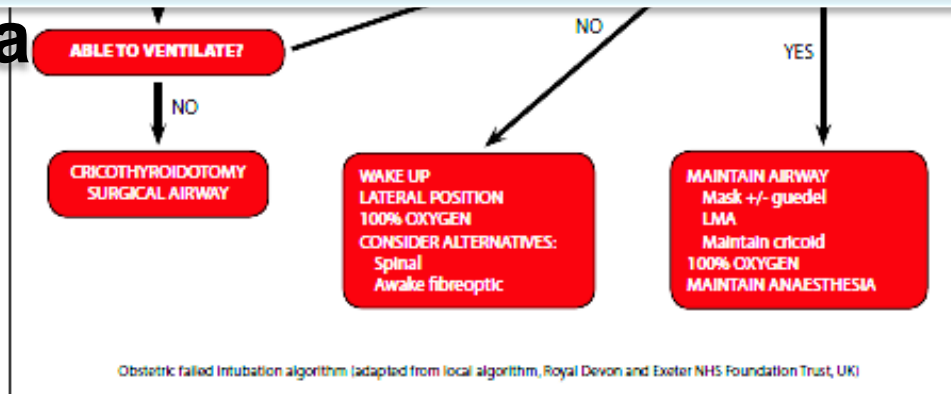 a
ABLE TO VENTILATE?
NO
YES
NO
CRICOTHYROIDOTOMY
SURGICAL AIRWAY
WAKE UP
LATERAL POSITION
100% OXYGEN
CONSIDER ALTERNATIVES:
Spinal
Awake fibreoptic
MAINTAIN AIRWAY
Mask +/- guedel
LMA
Maintain cricoid
100% OXYGEN
MAINTAIN ANAESTHESIA
Obstetric failed intubation algorithm (adapted from local algorithm, Royal Devon and Exeter NHS Foundation Trust, UK)